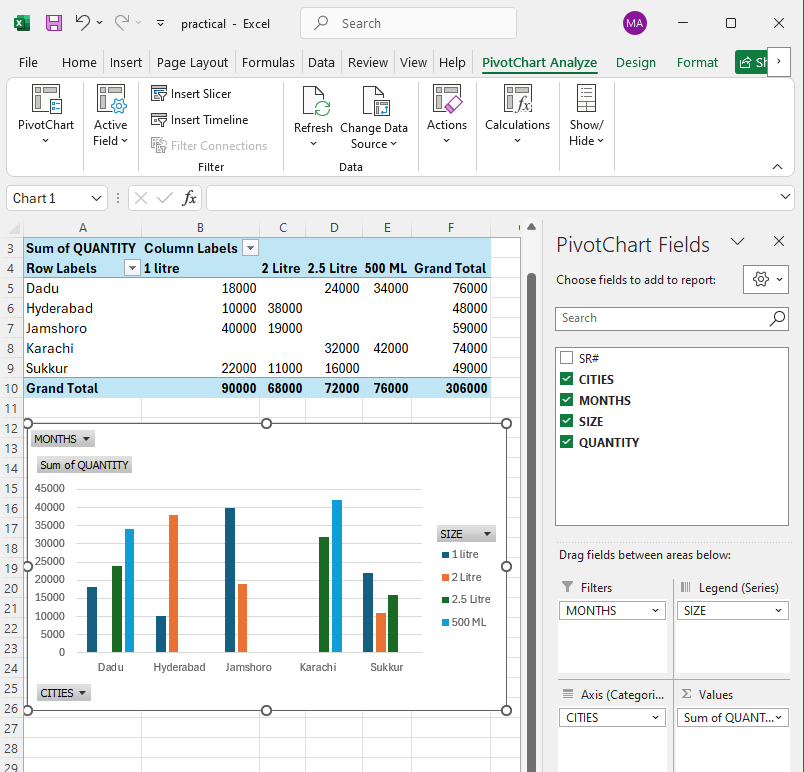 practical - Excel
Search
MA
File Home Insert Page Layout Formulas Data Review View Help PivotChart Analyze Design Format Sh
PivotChart
Active Field
Insert Slicer
Insert Timeline
Filter Connections
Filter
Refresh
Change Data Source
Data
Actions
Calculations
Show/ Hide
Chart 1
fx
A B C D E F
3 Sum of QUANTITY Column Labels
4 Row Labels 1 litre 2 Litre 2.5 Litre 500 ML Grand Total
5 Dadu 18000 24000 34000 76000
6 Hyderabad 10000 38000 48000
7 Jamshoro 40000 19000 59000
8 Karachi 32000 42000 74000
9 Sukkur 22000 11000 16000 49000
10 Grand Total 90000 68000 72000 76000 306000
11
12
13
14
15
16
17
18
19
20
21
22
23
24
25
26
27
28
29
MONTHS
Sum of QUANTITY
45000
40000
35000
30000
25000
20000
15000
10000
5000
0
Dadu Hyderabad Jamshoro Karachi Sukkur
SIZE
1 litre
2 Litre
2.5 Litre
500 ML
CITIES
PivotChart Fields
Choose fields to add to report:
Search
SR#
CITIES
MONTHS
SIZE
QUANTITY
Drag fields between areas below:
Filters
MONTHS
Legend (Series)
SIZE
Axis (Categori...
CITIES
Σ Values
Sum of QUANT...